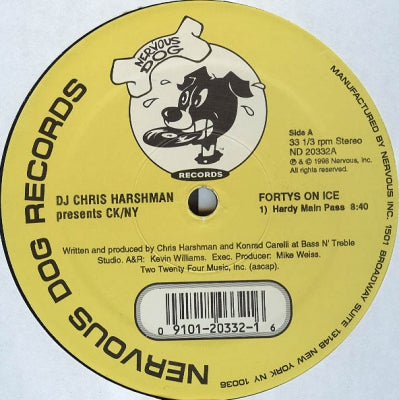 NERVOUS
DOG
RECORDS
NERVOUS DOG RECORDS
MANUFACTURED BY NERVOUS INC. 1501 BROADWAY SUITE 1314B NEW YORK NY 10036
Side A
33 1/3 rpm Stereo
ND 20332A
℗ & © 1998 Nervous, Inc.
All rights reserved.
DJ CHRIS HARSHMAN
presents CK/NY
FORTYS ON ICE
1) Hardy Main Pass 8:40
Written and produced by Chris Harshman and Konrad Carelli at Bass N' Treble
Studio. A&R: Kevin Williams. Exec. Producer: Mike Weiss.
Two Twenty Four Music, inc. (ascap).
0 9101-20332-1 6